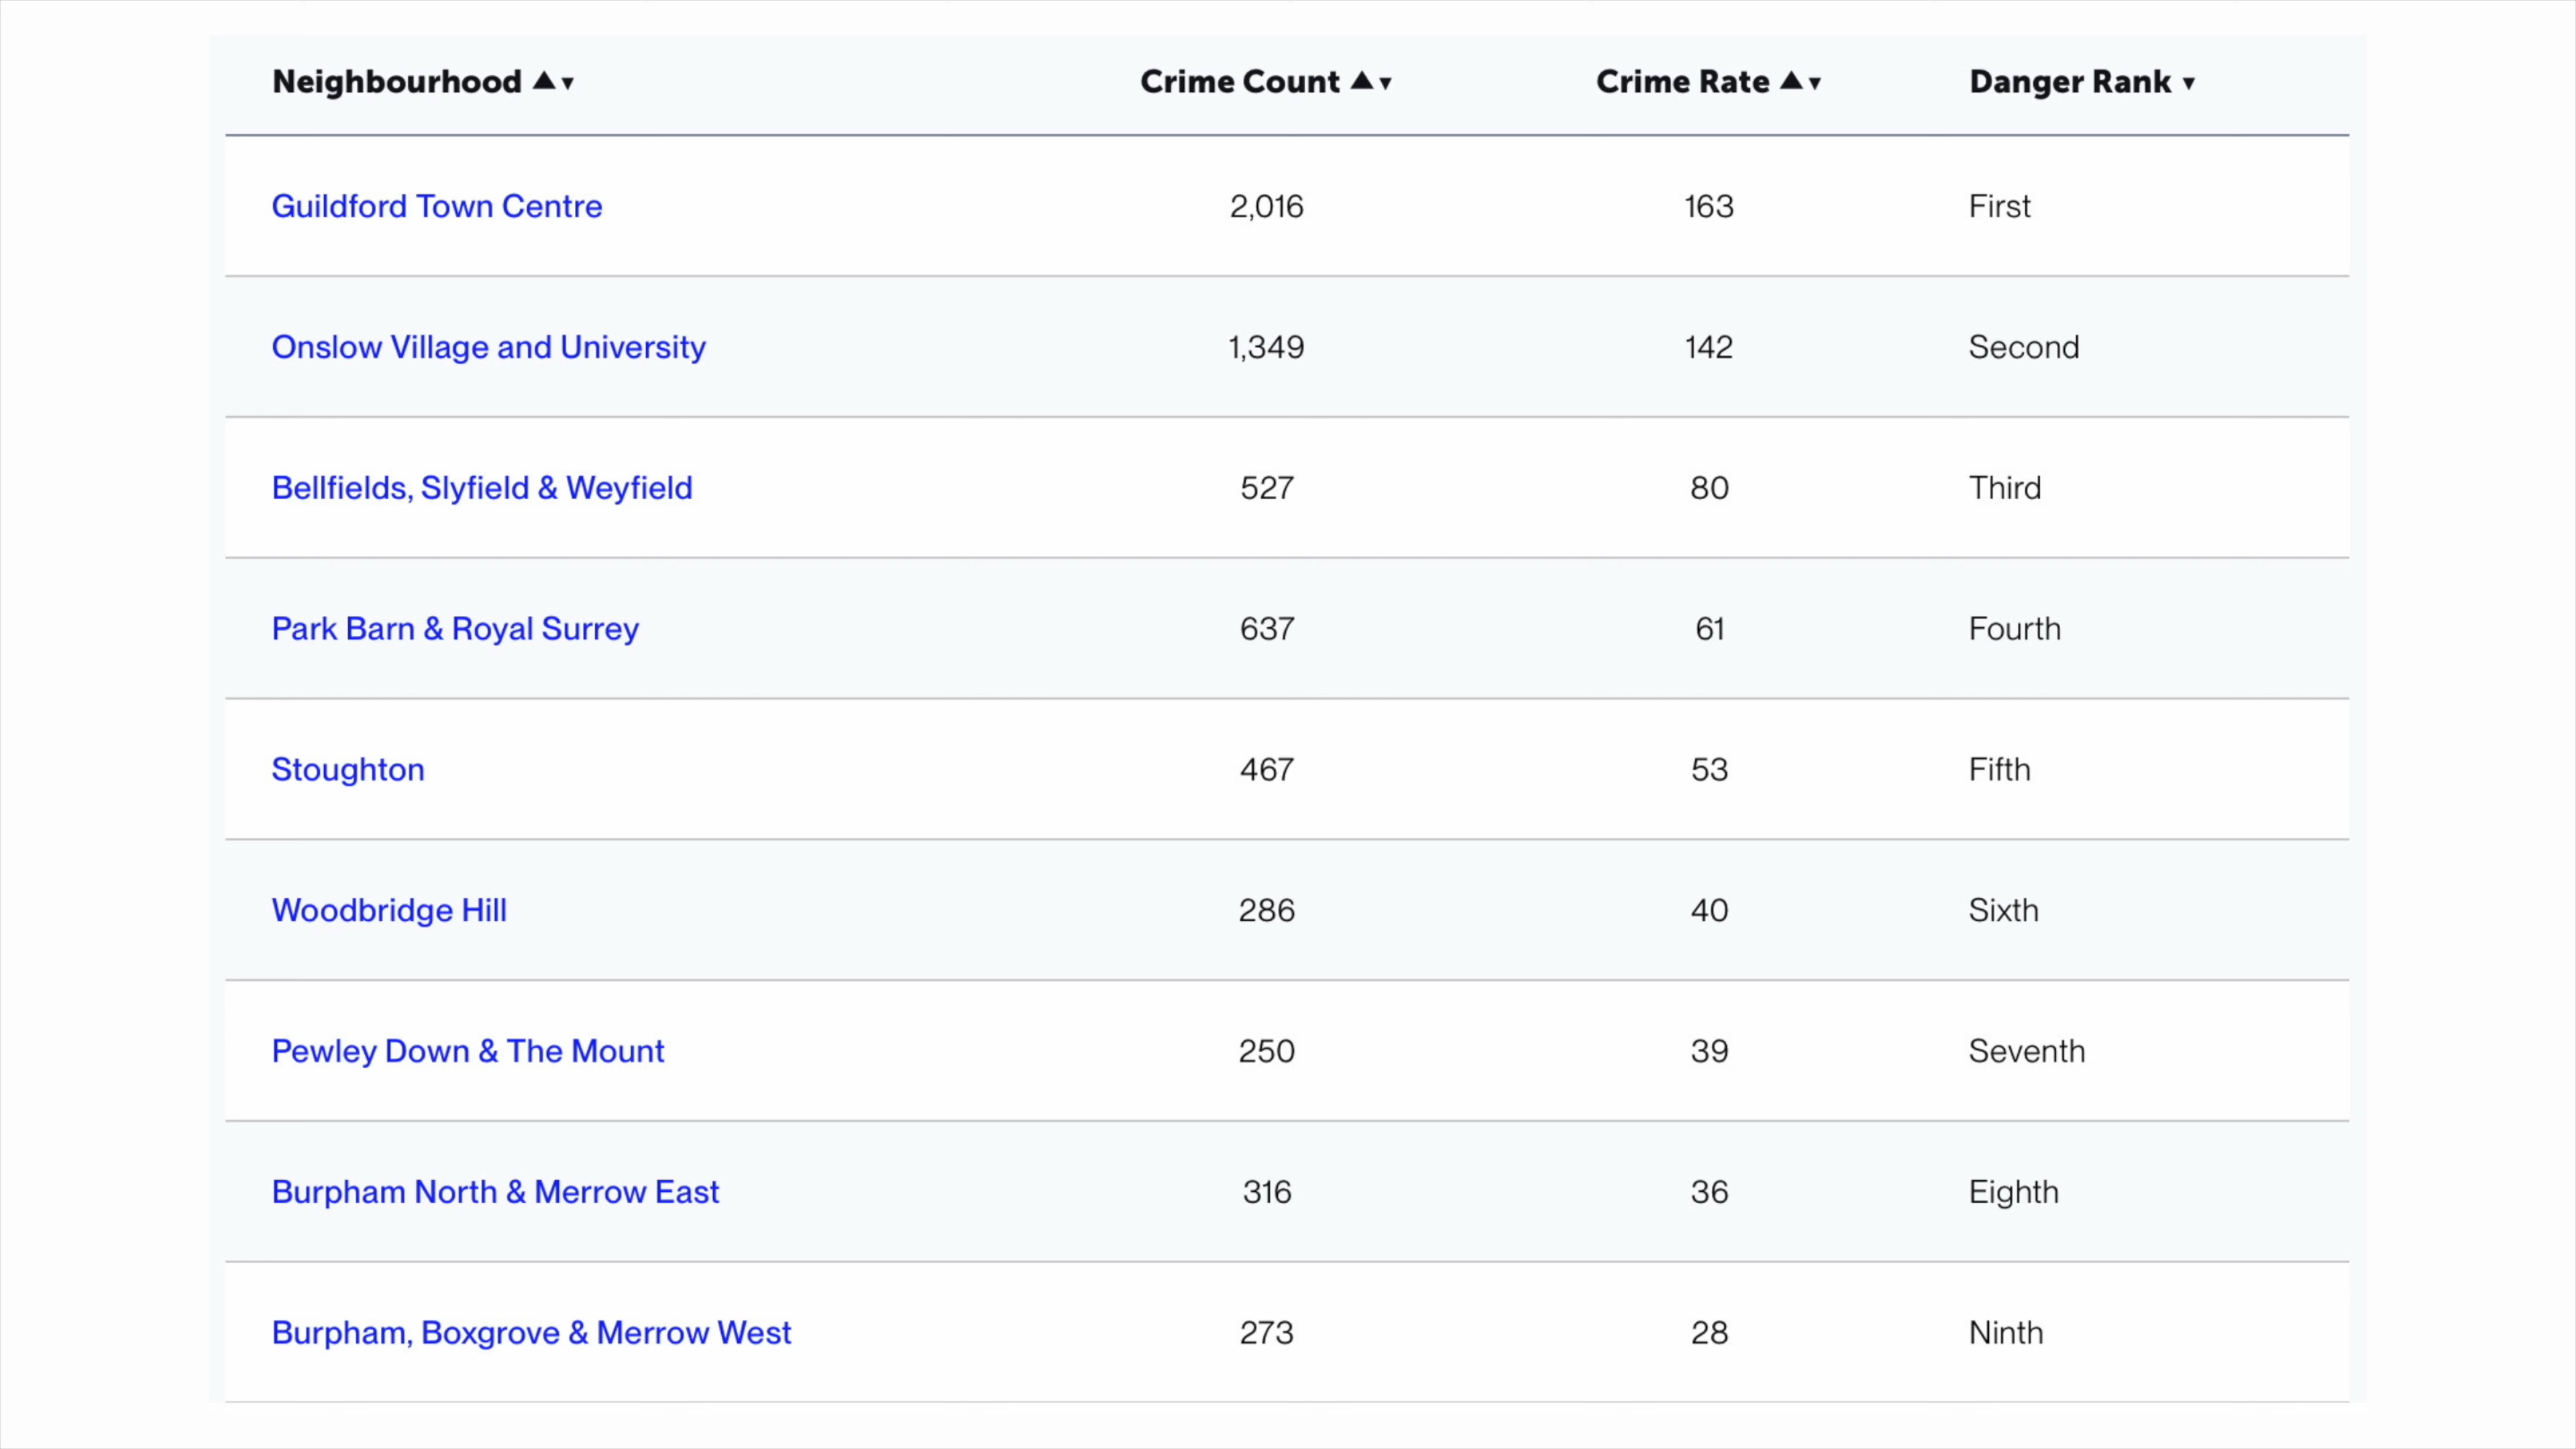 Neighbourhood ▲▼ Crime Count ▲▼ Crime Rate ▲▼ Danger Rank ▼
Guildford Town Centre 2,016 163 First
Onslow Village and University 1,349 142 Second
Bellfields, Slyfield & Weyfield 527 80 Third
Park Barn & Royal Surrey 637 61 Fourth
Stoughton 467 53 Fifth
Woodbridge Hill 286 40 Sixth
Pewley Down & The Mount 250 39 Seventh
Burpham North & Merrow East 316 36 Eighth
Burpham, Boxgrove & Merrow West 273 28 Ninth